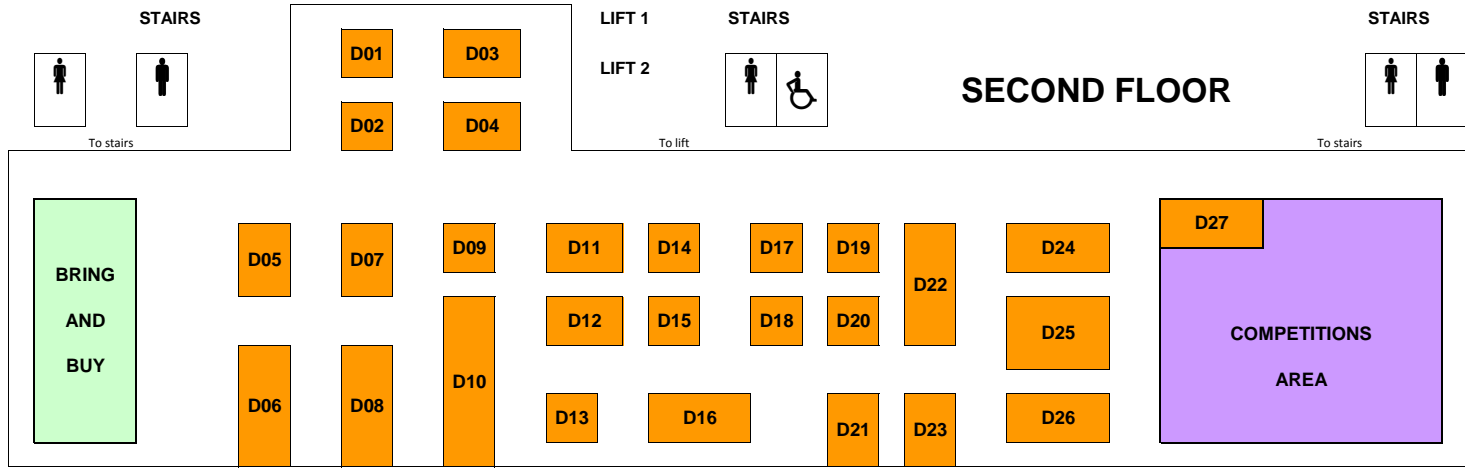 STAIRS
LIFT 1
STAIRS
STAIRS
D01
D03
LIFT 2
SECOND FLOOR
D02
D04
To stairs
To lift
To stairs
BRING
AND
BUY
D05
D07
D09
D11
D14
D17
D19
D22
D24
D27
D12
D15
D18
D20
D25
COMPETITIONS
AREA
D06
D08
D10
D13
D16
D21
D23
D26